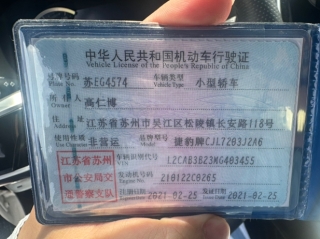 中华人民共和国机动车行驶证
Vehicle License of the People's Republic of China
号牌号码 苏EG4574 车辆类型 小型轿车
Plate No. Vehicle Type
所有人 高仁博
Owner
住址 江苏省苏州市吴江区松陵镇长安路118号
Address
使用性质 非营运 品牌型号 捷豹牌CJL7203J2A6
江苏省苏州 车辆识别代号
VIN
市公安局交 发动机号码 210122C0265
通警察支队 注册日期 2021-02-25 发证日期 2021-02-25